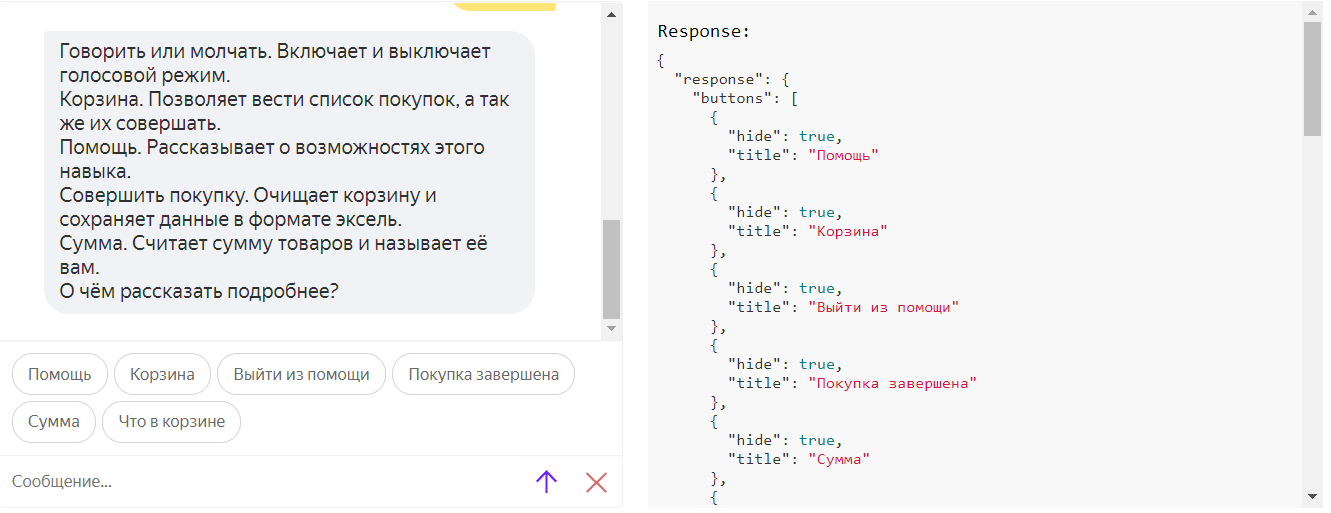 Говорить или молчать. Включает и выключает
голосовой режим.
Корзина. Позволяет вести список покупок, а так
же их совершать.
Помощь. Рассказывает о возможностях этого
навыка.
Совершить покупку. Очищает корзину и
сохраняет данные в формате эксель.
Сумма. Считает сумму товаров и называет её
вам.
О чём рассказать подробнее?
Помощь Корзина Выйти из помощи Покупка завершена
Сумма Что в корзине
Сообщение...
Response:
{
"response": {
"buttons": [
{
"hide": true,
"title": "Помощь"
},
{
"hide": true,
"title": "Корзина"
},
{
"hide": true,
"title": "Выйти из помощи"
},
{
"hide": true,
"title": "Покупка завершена"
},
{
"hide": true,
"title": "Сумма"
},
{